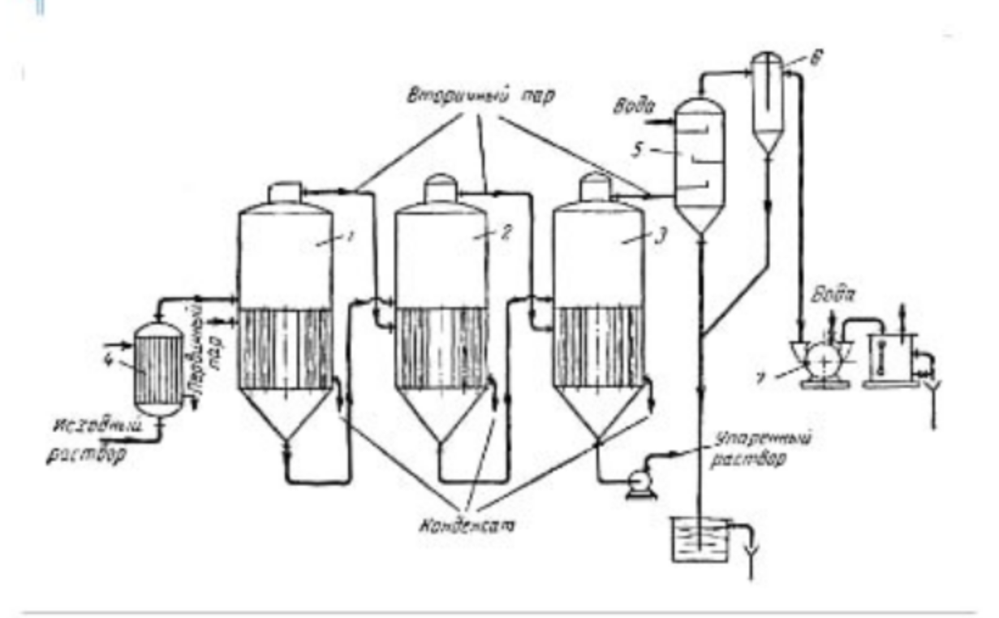 6
Вторичный пар
Вода
5
1
2
3
Первичный
пар
4
Вода
7
Исходный
раствор
Упаренный
раствор
Конденсат